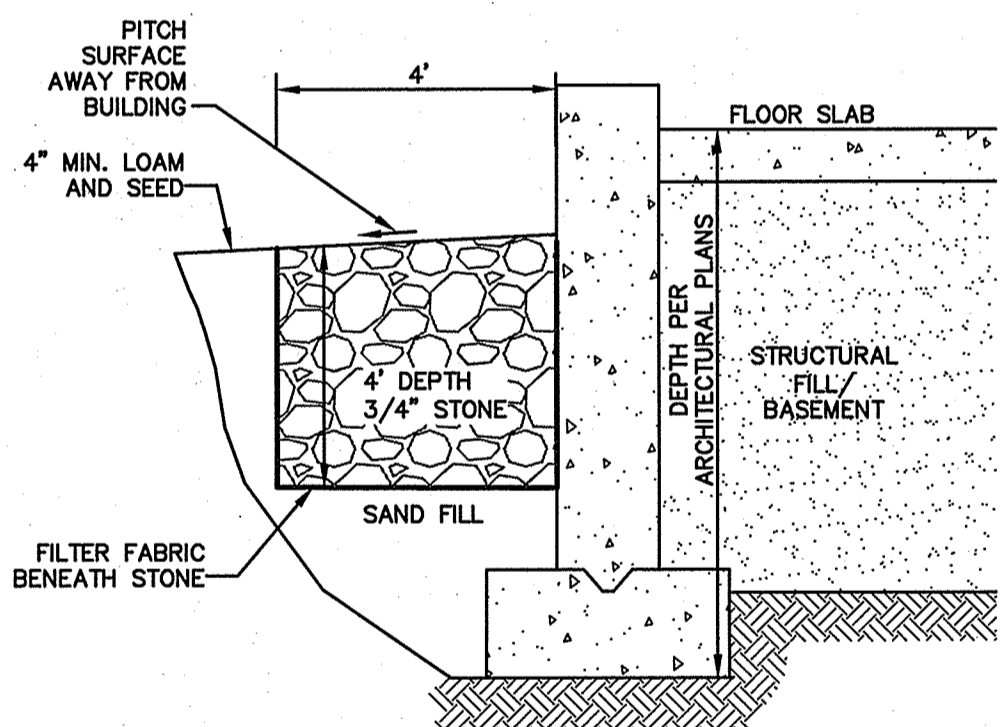 PITCH
SURFACE
AWAY FROM
BUILDING
4'
FLOOR SLAB
4" MIN. LOAM
AND SEED
4' DEPTH
3/4" STONE
DEPTH PER
ARCHITECTURAL PLANS
STRUCTURAL
FILL/
BASEMENT
SAND FILL
FILTER FABRIC
BENEATH STONE